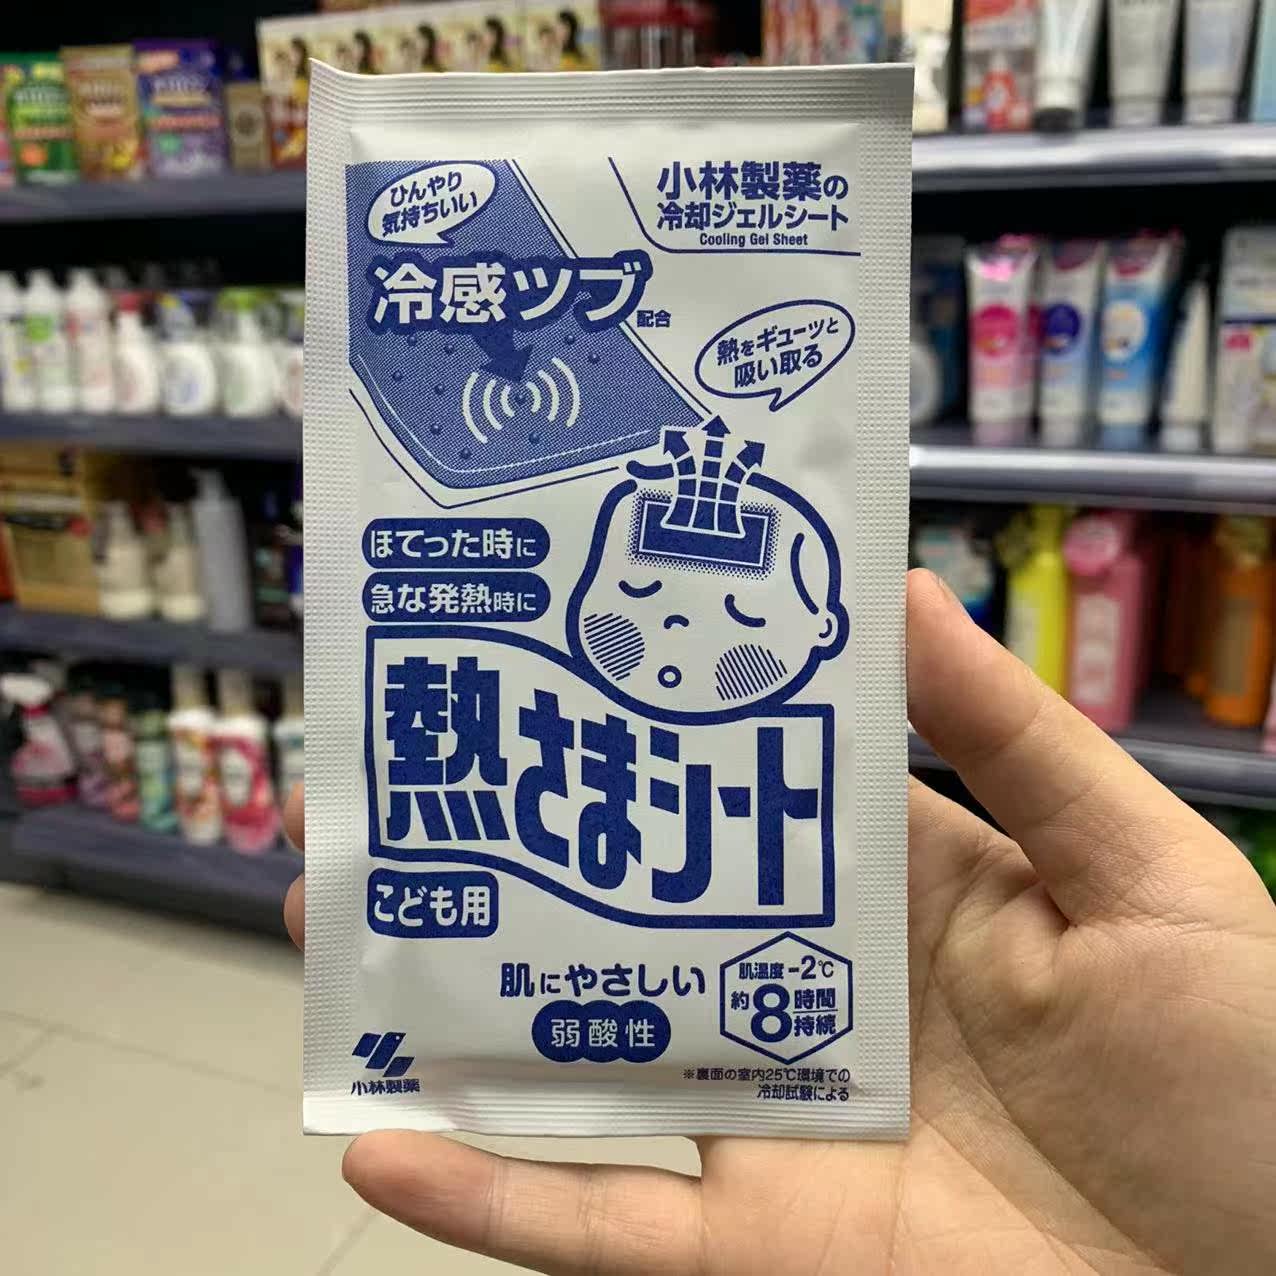 ひんやり
気持ちいい
小林製薬の
冷却ジェルシート
Cooling Gel Sheet
冷感ツブ配合
熱をギューッと
吸い取る
ほてった時に
急な発熱時に
熱さまシート
こども用
肌にやさしい
弱酸性
肌温度-2℃
約8時間
持続
※裏面の室内25℃環境での
冷却試験による
小林製薬